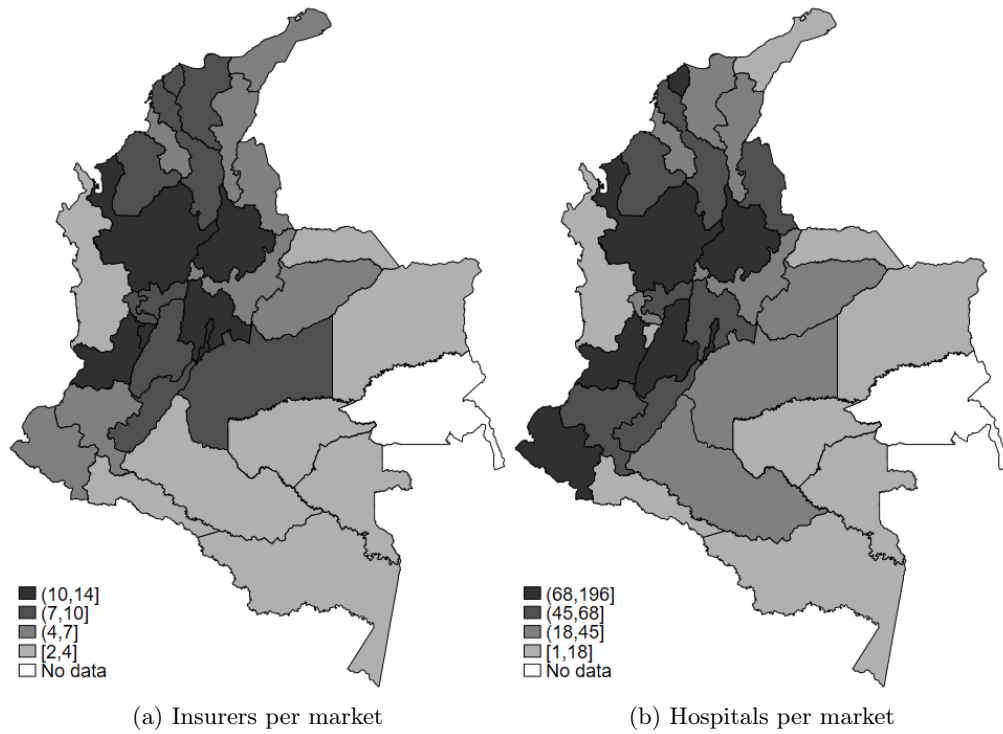 (10,14]
(7,10]
(4,7]
[2,4]
No data
(a) Insurers per market
(68,196]
(45,68]
(18,45]
[1,18]
No data
(b) Hospitals per market